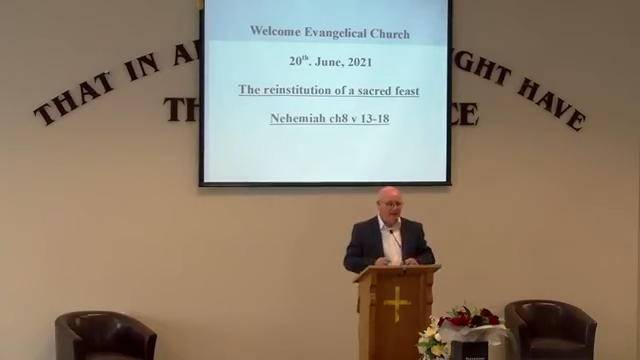 THAT IN A
GHT HAVE
TH
CE
Welcome Evangelical Church
20th. June, 2021
The reinstitution of a sacred feast
Nehemiah ch8 v 13-18